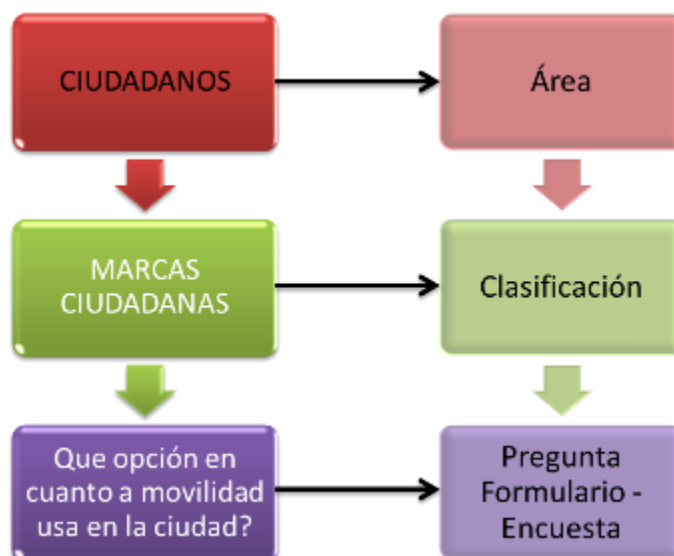 CIUDADANOS
Área
MARCAS
CIUDADANAS
Clasificación
Que opción en
cuanto a movilidad
usa en la ciudad?
Pregunta
Formulario -
Encuesta